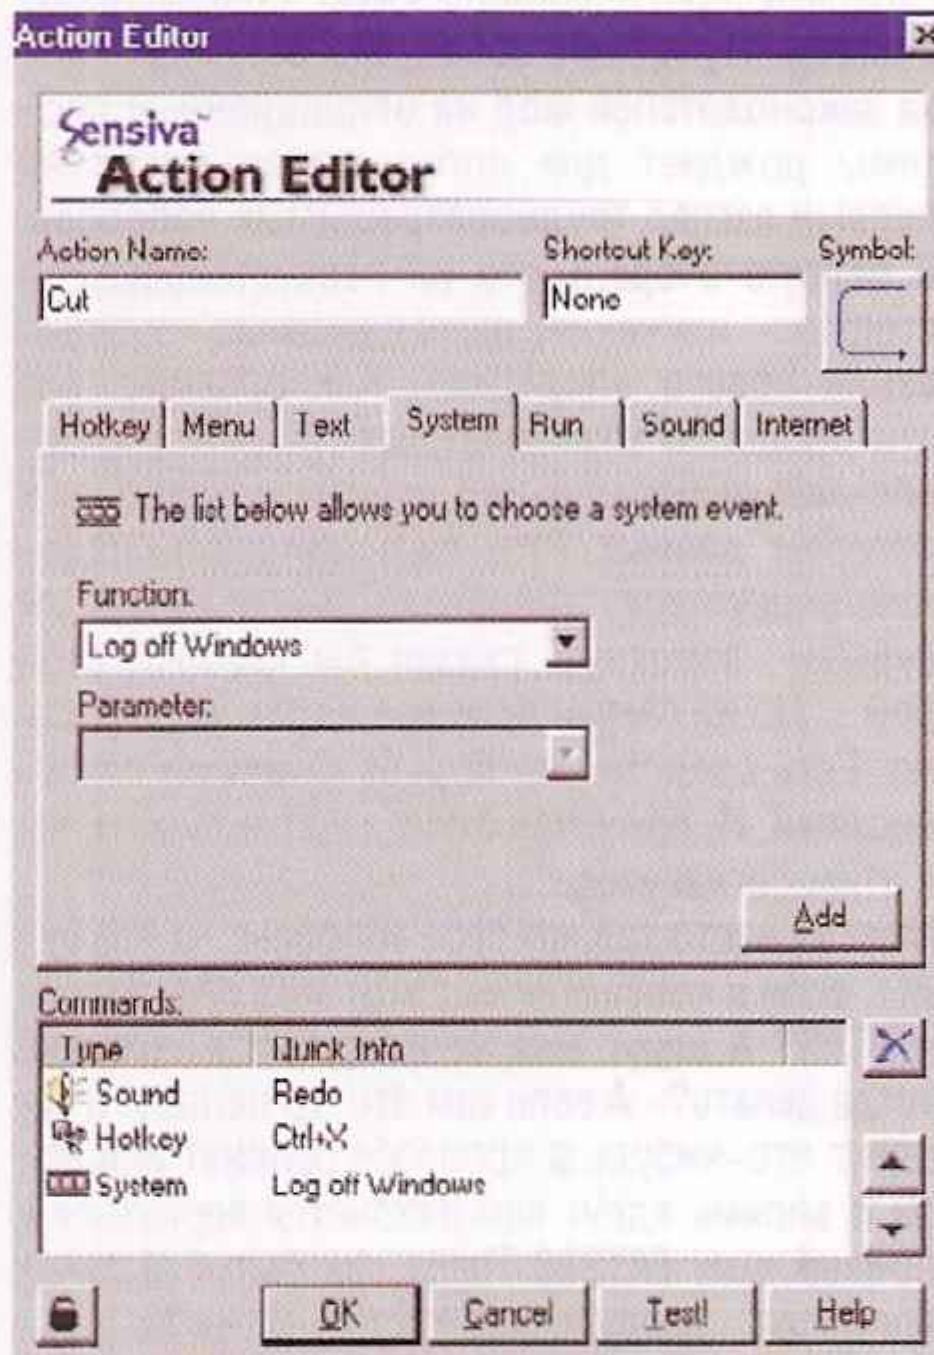 Action Editor
Sensiva™
Action Editor
Action Name: Shortcut Key: Symbol:
Cut None
Hotkey Menu Text System Run Sound Internet
The list below allows you to choose a system event.
Function:
Log off Windows
Parameter:
Add
Commands:
Type Quick Info
Sound Redo
Hotkey Ctrl+X
System Log off Windows
OK Cancel Test! Help